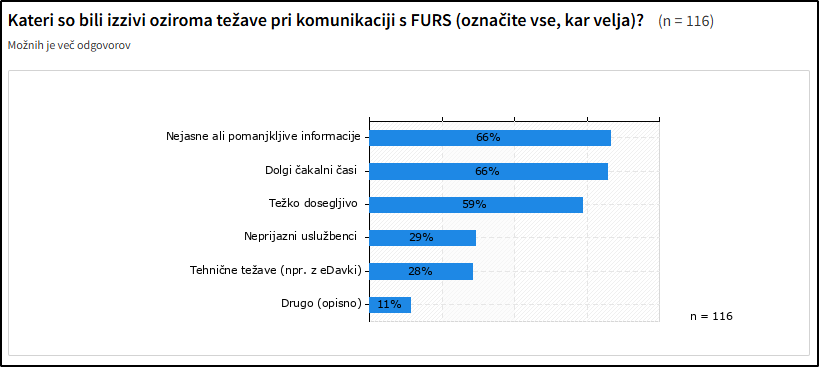 Kateri so bili izzivi oziroma težave pri komunikaciji s FURS (označite vse, kar velja)? (n = 116)
Možnih je več odgovorov
Nejasne ali pomanjkljive informacije 66%
Dolgi čakalni časi 66%
Težko dosegljivo 59%
Neprijazni uslužbenci 29%
Tehnične težave (npr. z eDavki) 28%
Drugo (opisno) 11%
n = 116